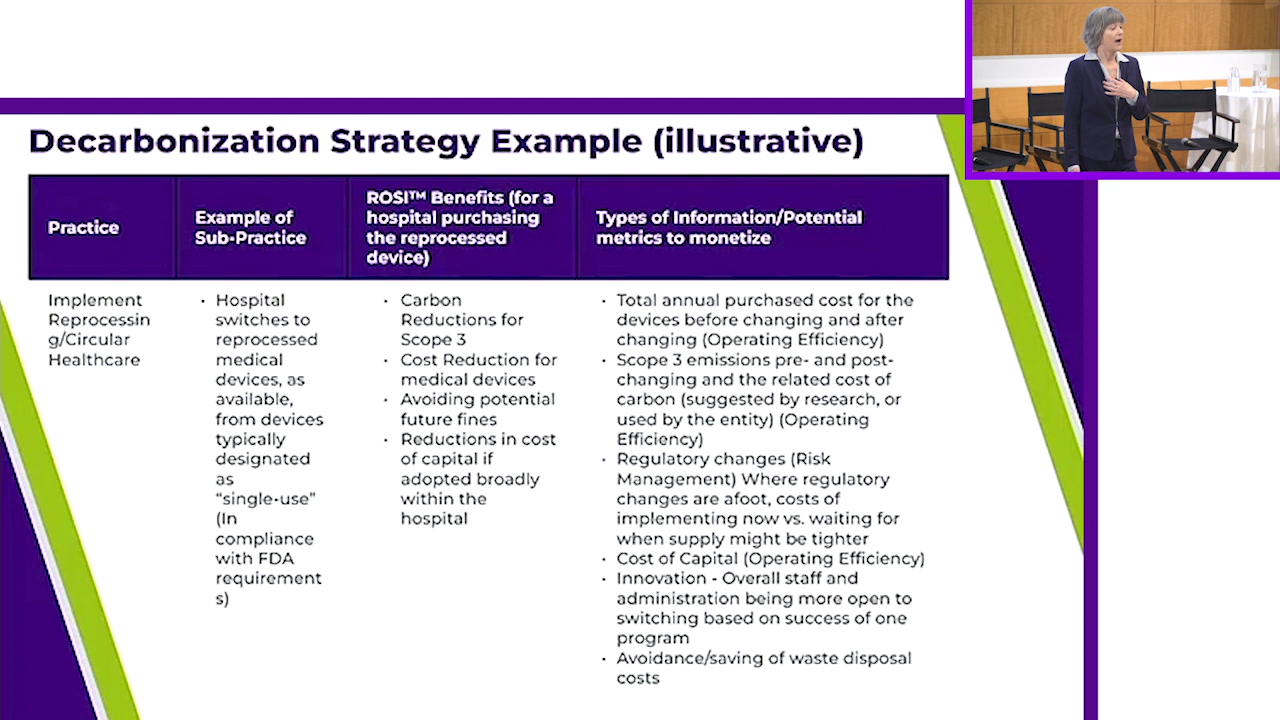 Decarbonization Strategy Example (illustrative)
Practice
Example of
Sub-Practice
ROSI™ Benefits (for a
hospital purchasing
the reprocessed
device)
Types of Information/Potential
metrics to monetize
Implement
Reprocessin
g/Circular
Healthcare
• Hospital
switches to
reprocessed
medical
devices, as
available,
from devices
typically
designated
as
“single-use”
(In
compliance
with FDA
requirement
s)
• Carbon
Reductions for
Scope 3
• Cost Reduction for
medical devices
• Avoiding potential
future fines
• Reductions in cost
of capital if
adopted broadly
within the
hospital
• Total annual purchased cost for the
devices before changing and after
changing (Operating Efficiency)
• Scope 3 emissions pre- and post-
changing and the related cost of
carbon (suggested by research, or
used by the entity) (Operating
Efficiency)
• Regulatory changes (Risk
Management) Where regulatory
changes are afoot, costs of
implementing now vs. waiting for
when supply might be tighter
• Cost of Capital (Operating Efficiency)
• Innovation - Overall staff and
administration being more open to
switching based on success of one
program
• Avoidance/saving of waste disposal
costs